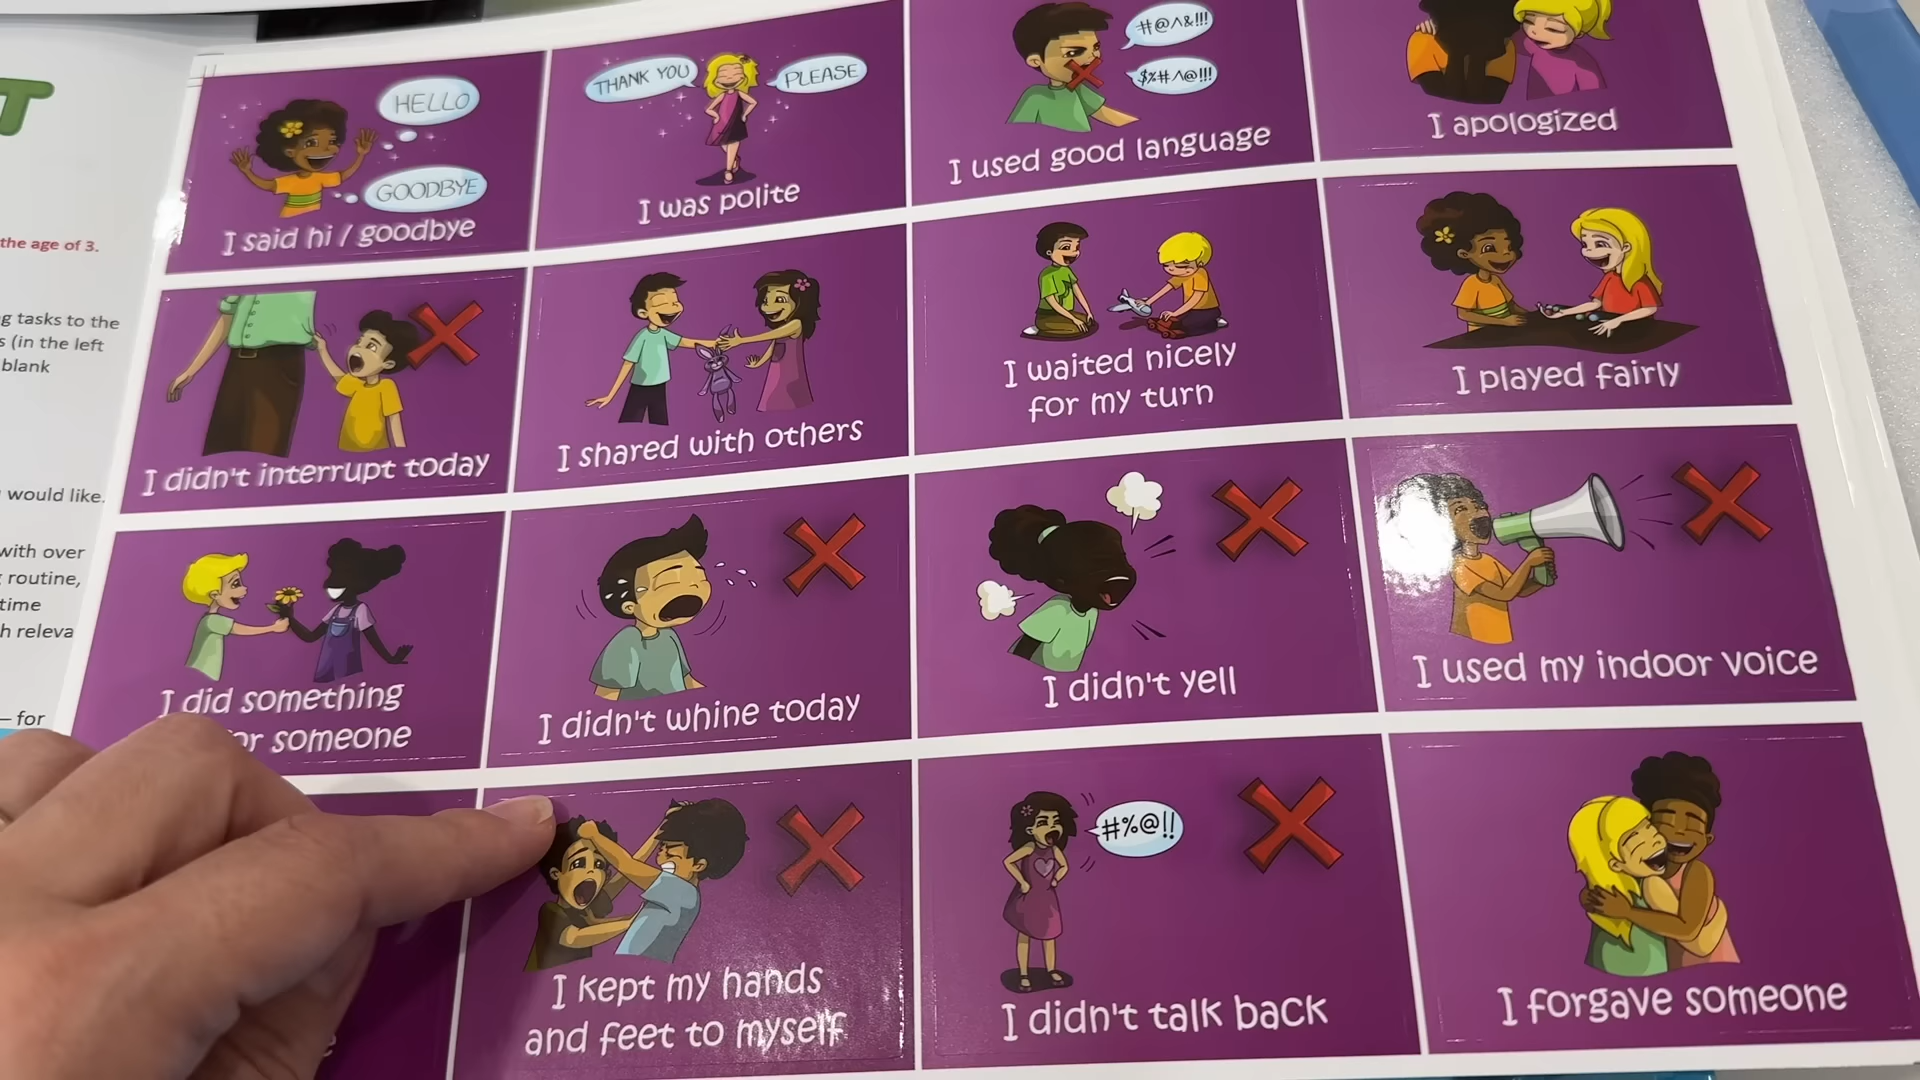 T
the age of 3.
g tasks to the
s (in the left
blank
would like.
with over
routine,
time
h releva
– for
HELLO
GOODBYE
I said hi / goodbye
THANK YOU
PLEASE
I was polite
#@^&!!!
$%#^@!!!
I used good language
I apologized
I didn't interrupt today
I shared with others
I waited nicely
for my turn
I played fairly
I did something
or someone
I didn't whine today
I didn't yell
I used my indoor voice
I kept my hands
and feet to myself
#%@!!
I didn't talk back
I forgave someone